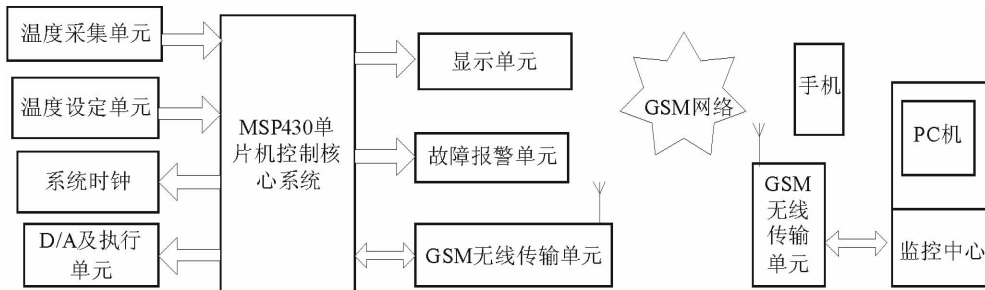 温度采集单元
温度设定单元
系统时钟
D/A及执行
单元
MSP430单
片机控制核
心系统
显示单元
故障报警单元
GSM无线传输单元
GSM网络
手机
GSM
无线
传输
单元
PC机
监控中心